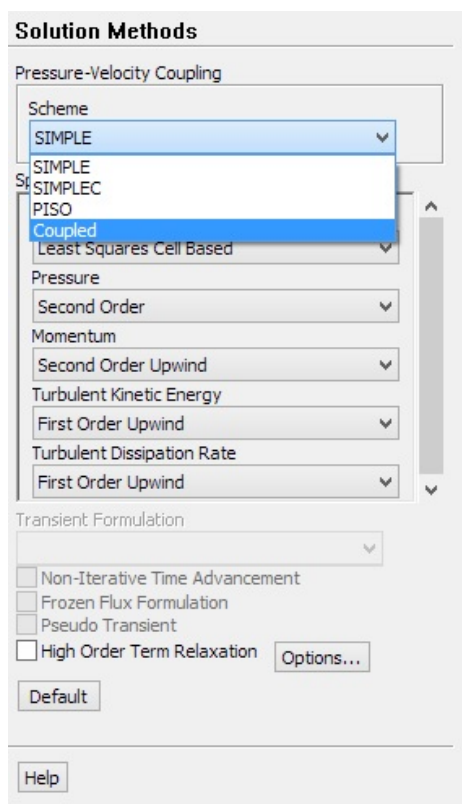 Solution Methods
Pressure-Velocity Coupling
Scheme
SIMPLE
SIMPLE
SIMPLEC
PISO
Coupled
Least Squares Cell Based
Pressure
Second Order
Momentum
Second Order Upwind
Turbulent Kinetic Energy
First Order Upwind
Turbulent Dissipation Rate
First Order Upwind
Transient Formulation
Non-Iterative Time Advancement
Frozen Flux Formulation
Pseudo Transient
High Order Term Relaxation Options...
Default
Help